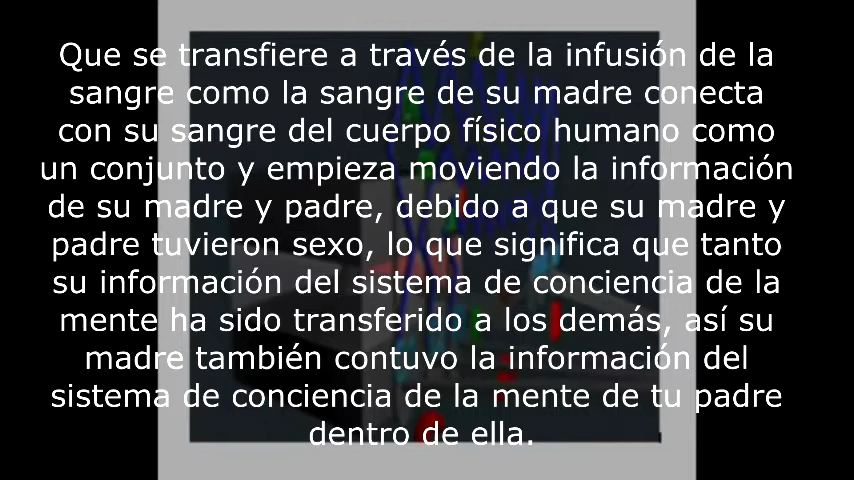 Que se transfiere a través de la infusión de la
sangre como la sangre de su madre conecta
con su sangre del cuerpo físico humano como
un conjunto y empieza moviendo la información
de su madre y padre, debido a que su madre y
padre tuvieron sexo, lo que significa que tanto
su información del sistema de conciencia de la
mente ha sido transferido a los demás, así su
madre también contuvo la información del
sistema de conciencia de la mente de tu padre
dentro de ella.